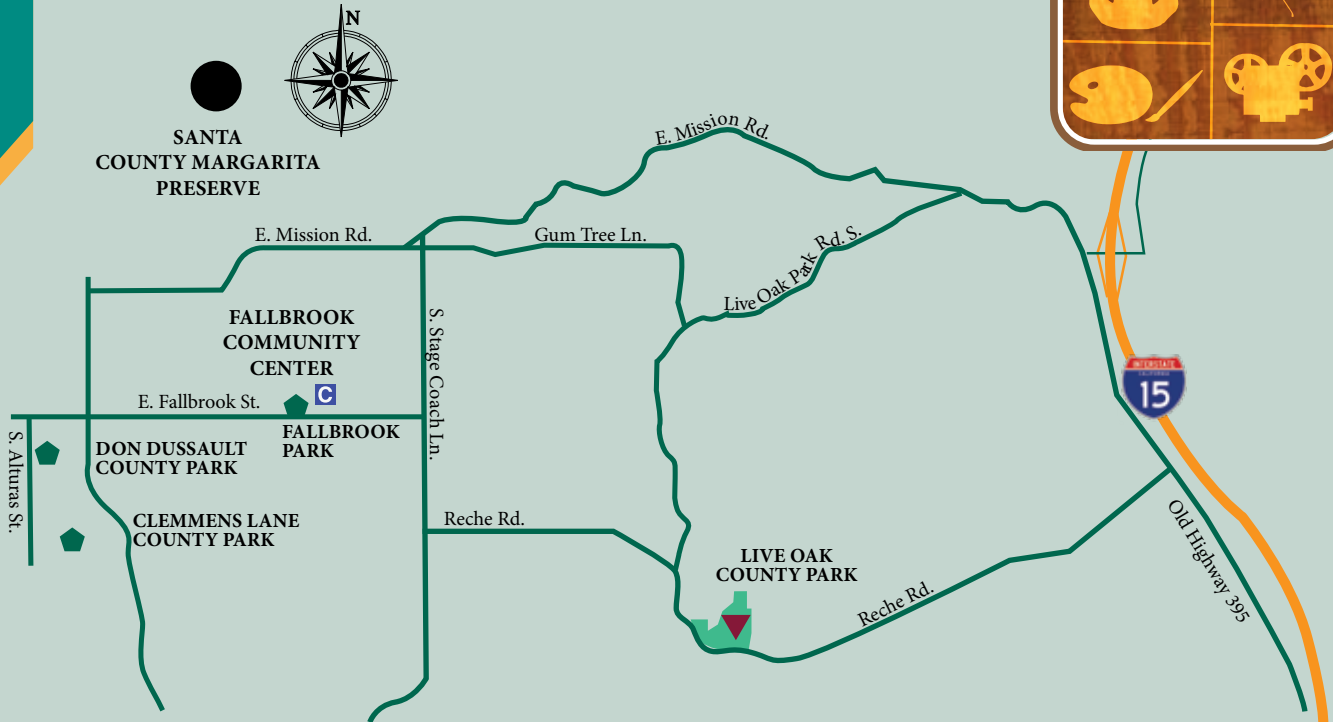 N
SANTA
COUNTY MARGARITA
PRESERVE
E. Mission Rd.
E. Mission Rd.
Gum Tree Ln.
Live Oak Park Rd. S.
FALLBROOK
COMMUNITY
CENTER
C
S. Stage Coach Ln.
INTERSTATE
CALIFORNIA
15
E. Fallbrook St.
FALLBROOK
PARK
S. Alturas St.
DON DUSSAULT
COUNTY PARK
CLEMMENS LANE
COUNTY PARK
Reche Rd.
Old Highway 395
LIVE OAK
COUNTY PARK
Reche Rd.